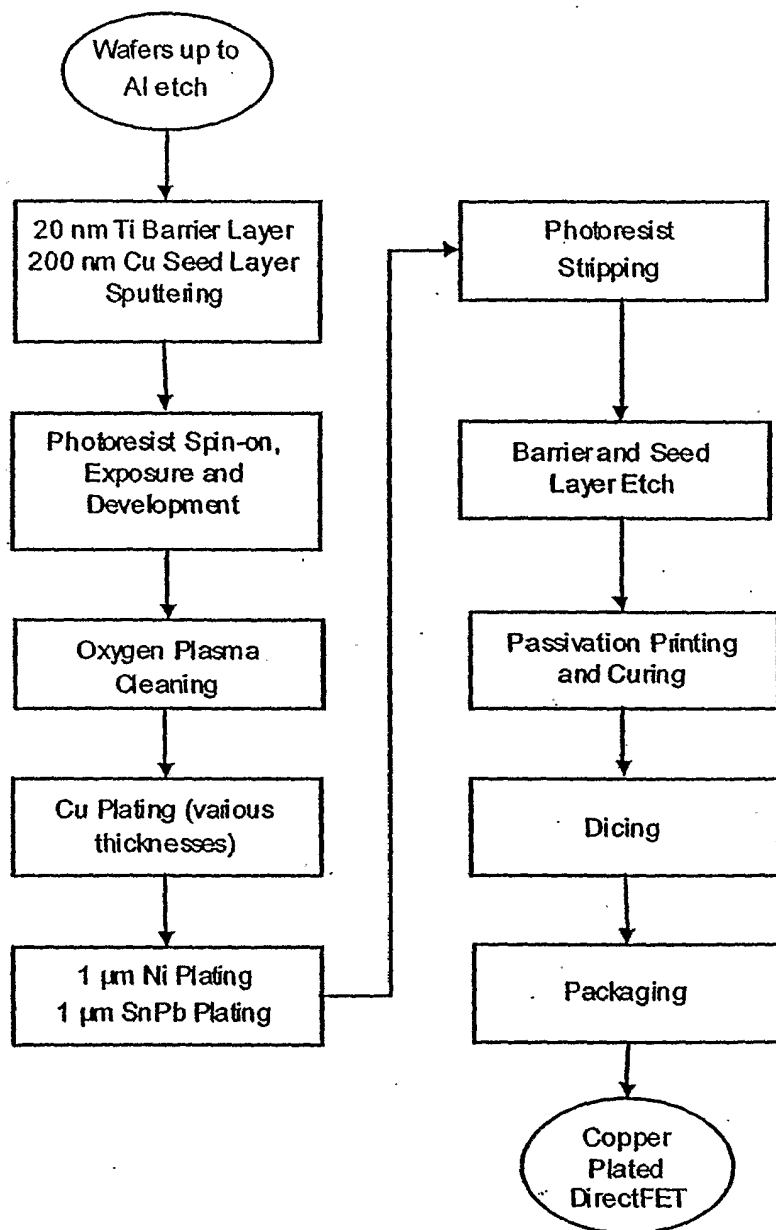 Wafers up to
Al etch
20 nm Ti Barrier Layer
200 nm Cu Seed Layer
Sputtering
Photoresist Spin-on,
Exposure and
Development
Oxygen Plasma
Cleaning
Cu Plating (various
thicknesses)
1 µm Ni Plating
1 µm SnPb Plating
Photoresist
Stripping
Barrier and Seed
Layer Etch
Passivation Printing
and Curing
Dicing
Packaging
Copper
Plated
DirectFET